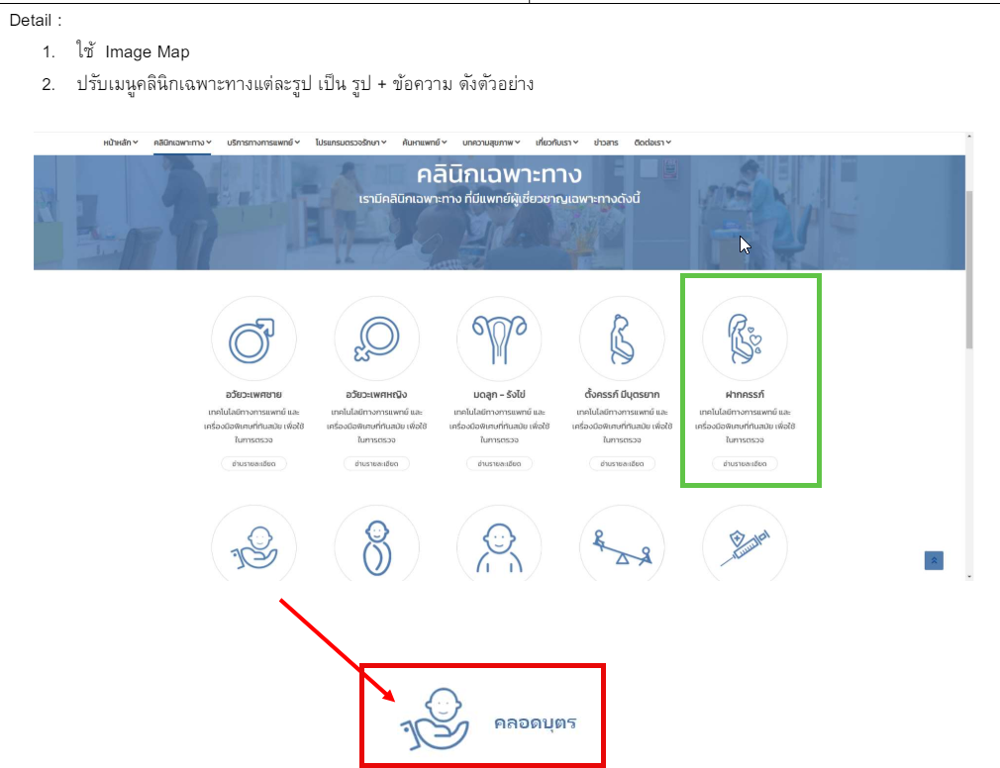 Detail :
1. ใช้ Image Map
2. ปรับเมนูคลินิกเฉพาะทางแต่ละรูป เป็น รูป + ข้อความ ดังตัวอย่าง
หน้าหลัก คลินิกเฉพาะทาง บริการทางการแพทย์ โปรแกรมตรวจรักษา ค้นหาแพทย์ บทความสุขภาพ เกี่ยวกับเรา ข่าวสาร ติดต่อเรา
คลินิกเฉพาะทาง
เรามีคลินิกเฉพาะทาง ที่มีแพทย์ผู้เชี่ยวชาญเฉพาะทางดังนี้
อวัยวะเพศชาย
เทคโนโลยีทางการแพทย์ และ
เครื่องมือพิเศษที่ทันสมัย เพื่อใช้
ในการตรวจ
อ่านรายละเอียด
อวัยวะเพศหญิง
เทคโนโลยีทางการแพทย์ และ
เครื่องมือพิเศษที่ทันสมัย เพื่อใช้
ในการตรวจ
อ่านรายละเอียด
มดลูก - รังไข่
เทคโนโลยีทางการแพทย์ และ
เครื่องมือพิเศษที่ทันสมัย เพื่อใช้
ในการตรวจ
อ่านรายละเอียด
ตั้งครรภ์ มีบุตรยาก
เทคโนโลยีทางการแพทย์ และ
เครื่องมือพิเศษที่ทันสมัย เพื่อใช้
ในการตรวจ
อ่านรายละเอียด
ฝากครรภ์
เทคโนโลยีทางการแพทย์ และ
เครื่องมือพิเศษที่ทันสมัย เพื่อใช้
ในการตรวจ
อ่านรายละเอียด
คลอดบุตร